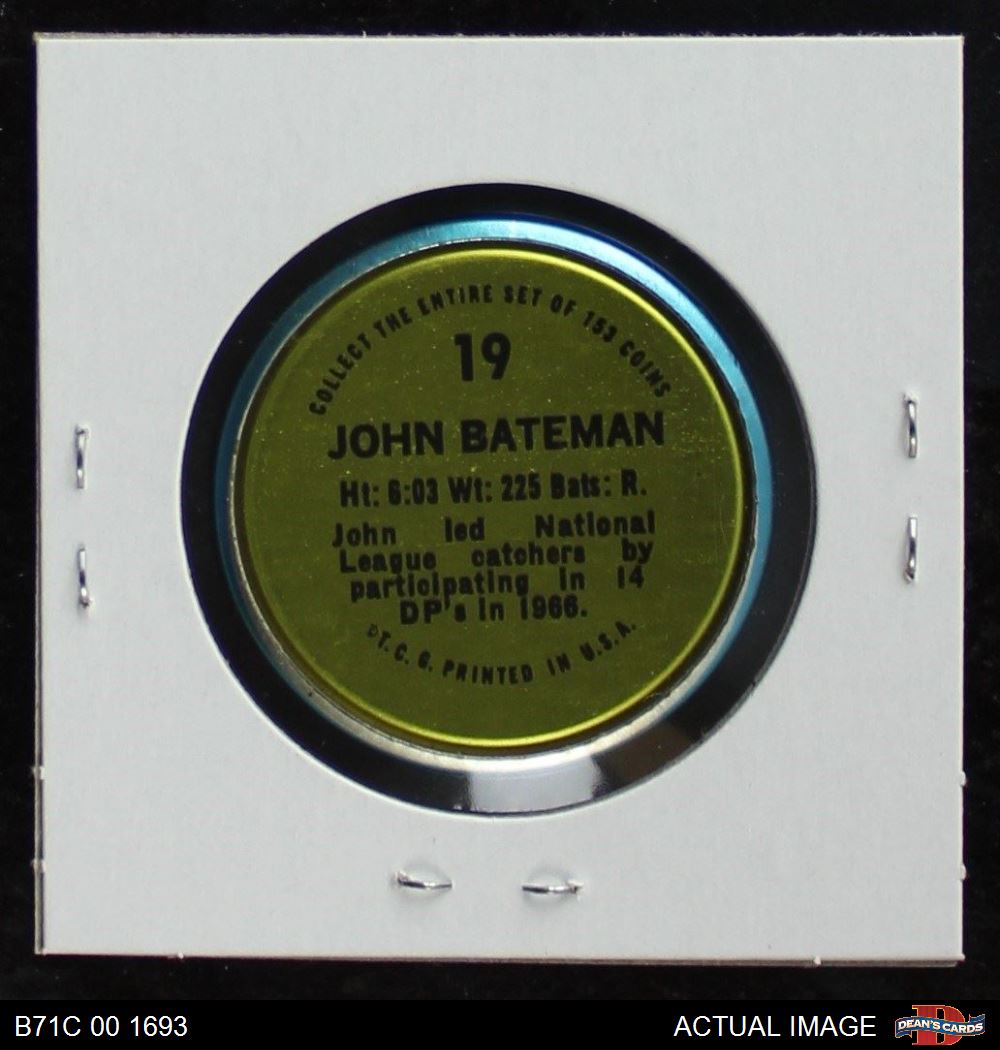 COLLECT THE ENTIRE SET OF 153 COINS
19
JOHN BATEMAN
Ht: 6:03 Wt: 225 Bats: R.
John led National
League catchers by
participating in 14
DP's in 1966.
©T. C. G. PRINTED IN U.S.A.
B71C 00 1693
ACTUAL IMAGE
D
DEAN'S CARDS